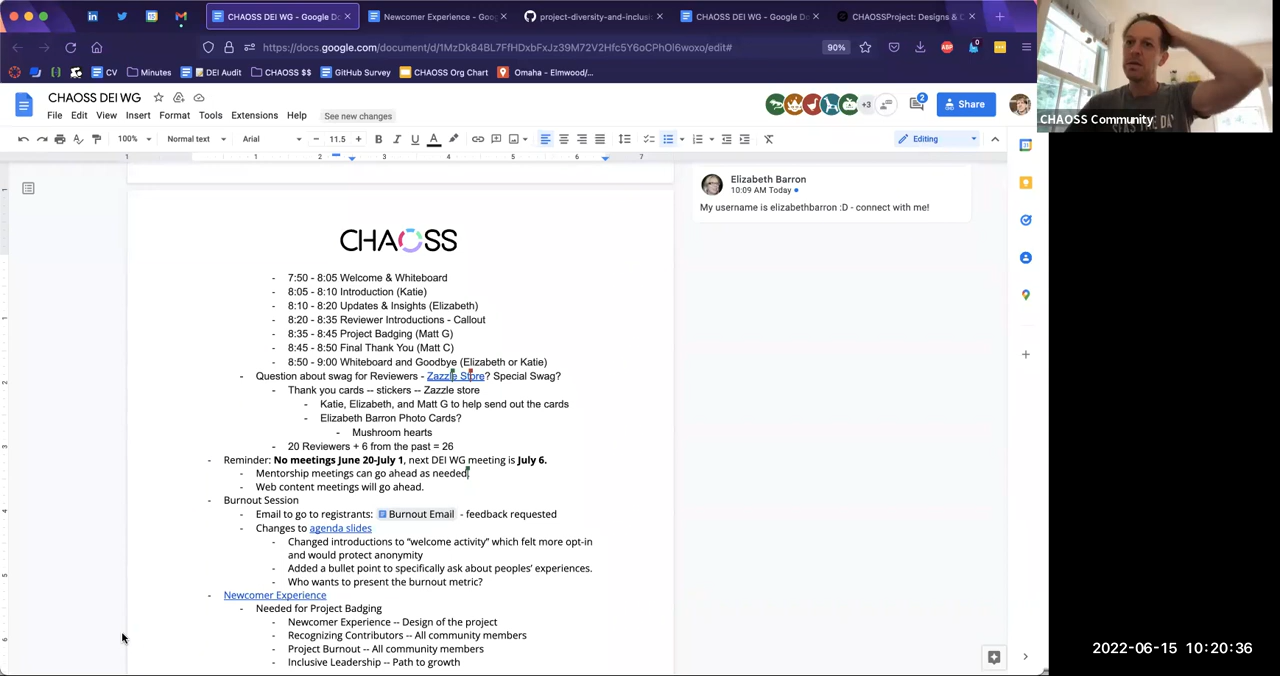 CHAOSS DEI WG - Google Do
Newcomer Experience - Goo
project-diversity-and-inclusi
CHAOSS DEI WG - Google Do
CHAOSSProject: Designs & C
https://docs.google.com/document/d/1MzDk84BL7FfHDxbFxJz39M72V2Hfc5Y6oCPhOl6woxo/edit#
90%
CV
Minutes
DEI Audit
CHAOSS $$
GitHub Survey
CHAOSS Org Chart
Omaha - Elmwood/...
CHAOSS DEI WG
File Edit View Insert Format Tools Extensions Help
See new changes
+3
2
Share
100%
Normal text
Arial
11.5
Editing
CHAOSS
- 7:50 - 8:05 Welcome & Whiteboard
- 8:05 - 8:10 Introduction (Katie)
- 8:10 - 8:20 Updates & Insights (Elizabeth)
- 8:20 - 8:35 Reviewer Introductions - Callout
- 8:35 - 8:45 Project Badging (Matt G)
- 8:45 - 8:50 Final Thank You (Matt C)
- 8:50 - 9:00 Whiteboard and Goodbye (Elizabeth or Katie)
- Question about swag for Reviewers - Zazzle Store? Special Swag?
- Thank you cards -- stickers -- Zazzle store
- Katie, Elizabeth, and Matt G to help send out the cards
- Elizabeth Barron Photo Cards?
- Mushroom hearts
- 20 Reviewers + 6 from the past = 26
- Reminder: No meetings June 20-July 1, next DEI WG meeting is July 6.
- Mentorship meetings can go ahead as needed
- Web content meetings will go ahead.
- Burnout Session
- Email to go to registrants: Burnout Email - feedback requested
- Changes to agenda slides
- Changed introductions to “welcome activity” which felt more opt-in
and would protect anonymity
- Added a bullet point to specifically ask about peoples’ experiences.
- Who wants to present the burnout metric?
- Newcomer Experience
- Needed for Project Badging
- Newcomer Experience -- Design of the project
- Recognizing Contributors -- All community members
- Project Burnout -- All community members
- Inclusive Leadership -- Path to growth
Elizabeth Barron
10:09 AM Today
My username is elizabethbarron :D - connect with me!
CHAOSS Community
2022-06-15 10:20:36